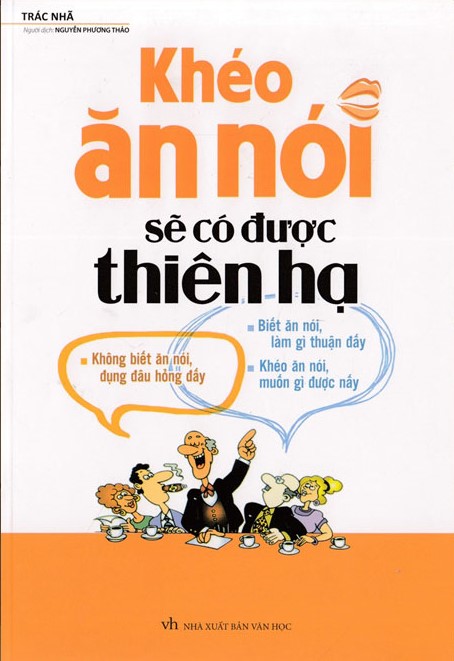 TRÁC NHÃ
Người dịch: NGUYỄN PHƯƠNG THẢO
Khéo
ăn nói
sẽ có được
thiên hạ
Không biết ăn nói,
đụng đâu hỏng đấy
Biết ăn nói,
làm gì thuận đấy
Khéo ăn nói,
muốn gì được nấy
vh NHÀ XUẤT BẢN VĂN HỌC